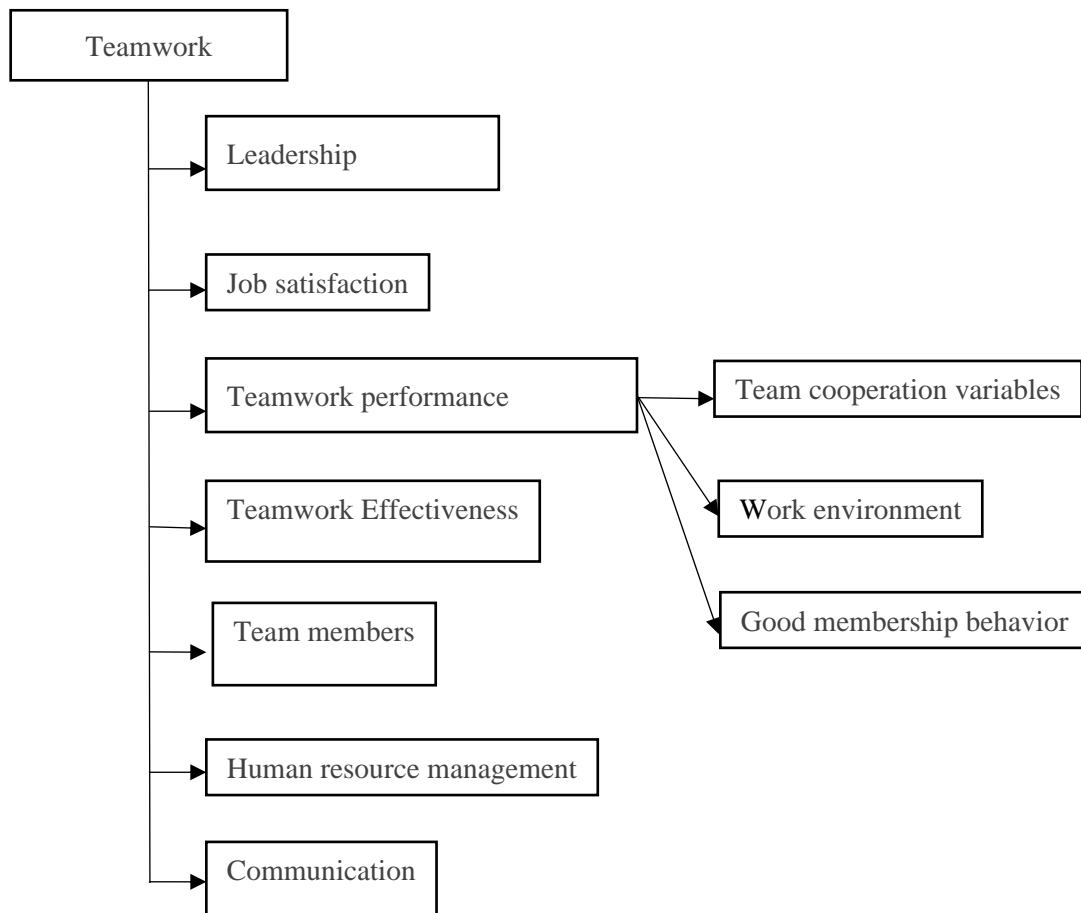 Teamwork
Leadership
Job satisfaction
Teamwork performance
Team cooperation variables
Teamwork Effectiveness
Work environment
Team members
Good membership behavior
Human resource management
Communication